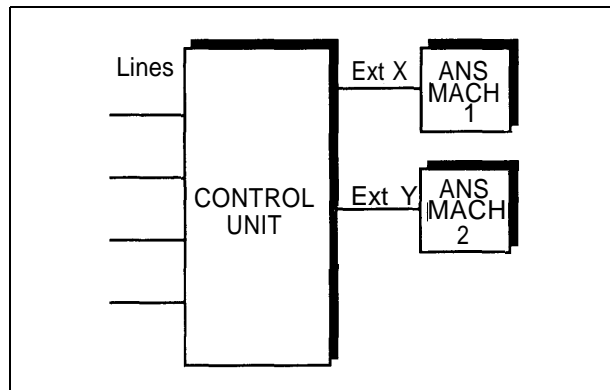 Lines
CONTROL
UNIT
Ext X
ANS
MACH
1
Ext Y
ANS
MACH
2